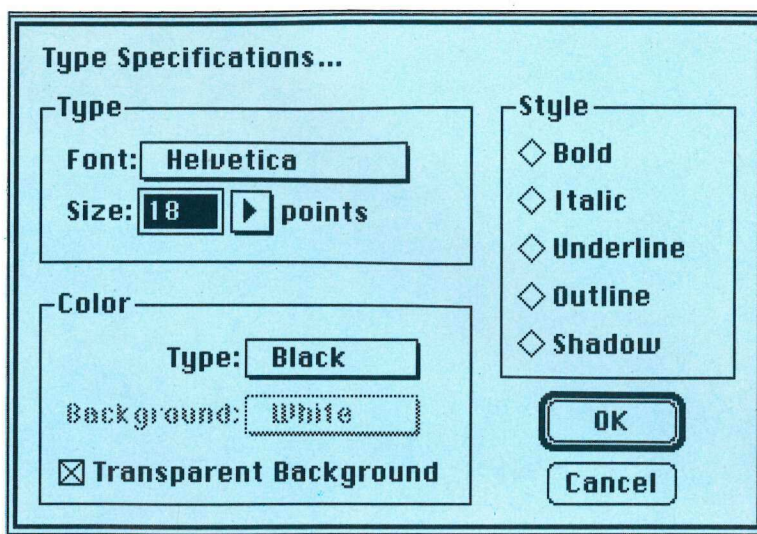 Type Specifications...
Type
Font: Helvetica
Size: 18 points
Color
Type: Black
Background: White
Transparent Background
Style
Bold
Italic
Underline
Outline
Shadow
OK
Cancel